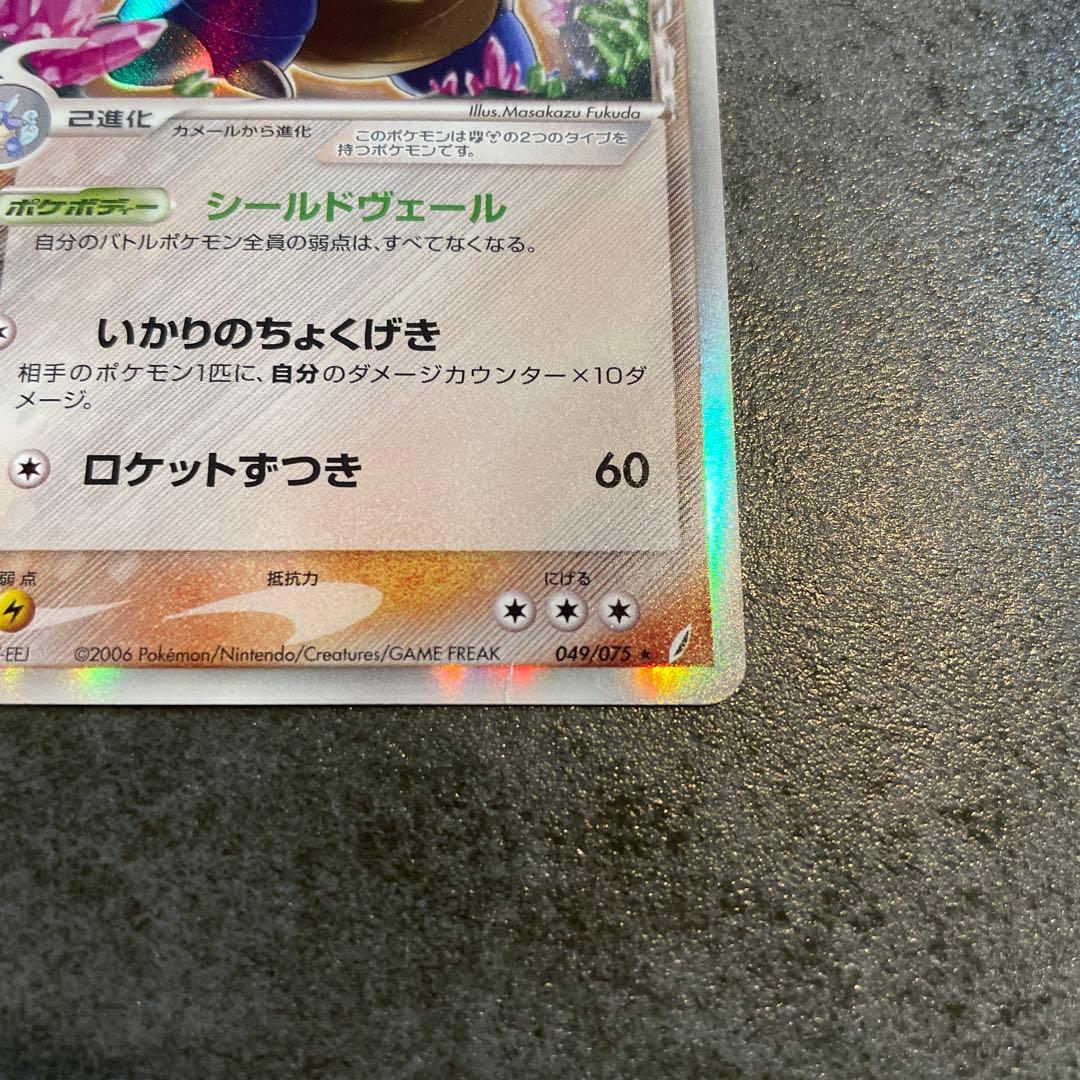 Illus.Masakazu Fukuda
2進化
カメールから進化
このポケモンはの2つのタイプを
持つポケモンです。
ポケボディー
シールドヴェール
自分のバトルポケモン全員の弱点は、すべてなくなる。
いかりのちょくげき
相手のポケモン1匹に、自分のダメージカウンター×10ダ
メージ。
ロケットずつき 60
弱点 抵抗力 にげる
-EEJ ©2006 Pokémon/Nintendo/Creatures/GAME FREAK 049/075 ★